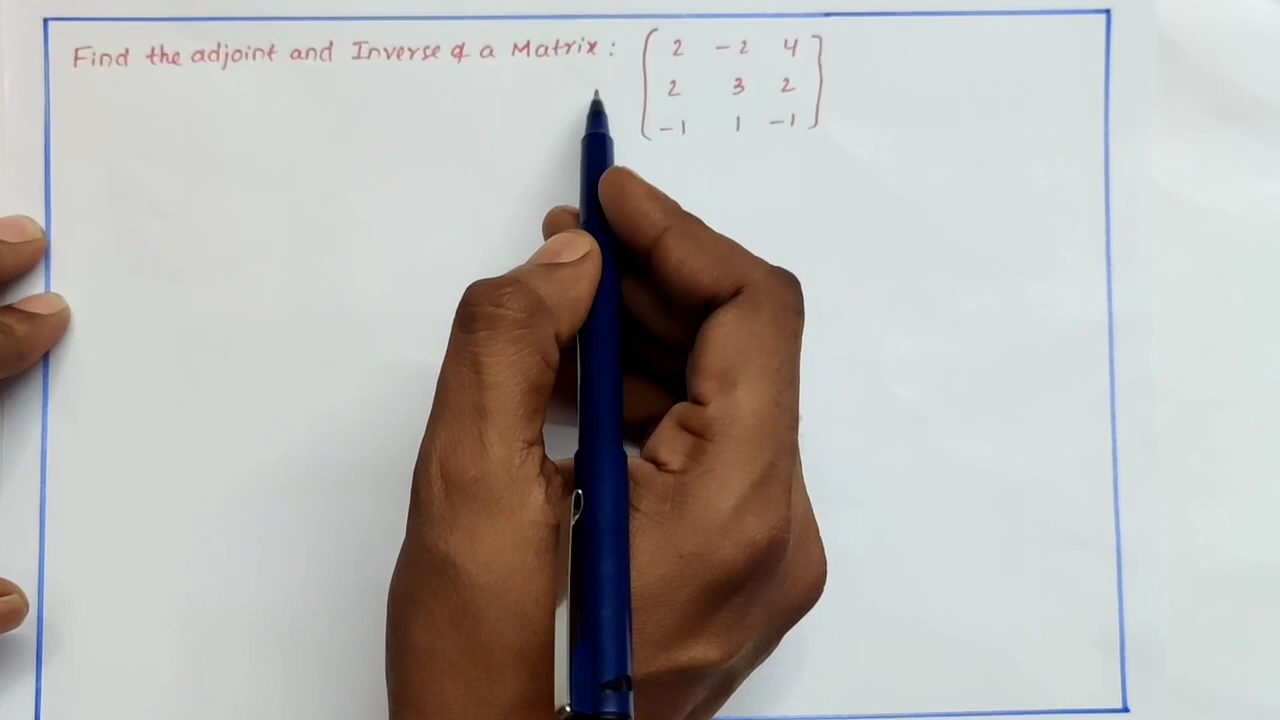 Find the adjoint and Inverse of a Matrix : [ 2 -2 4
2 3 2
-1 1 -1 ]